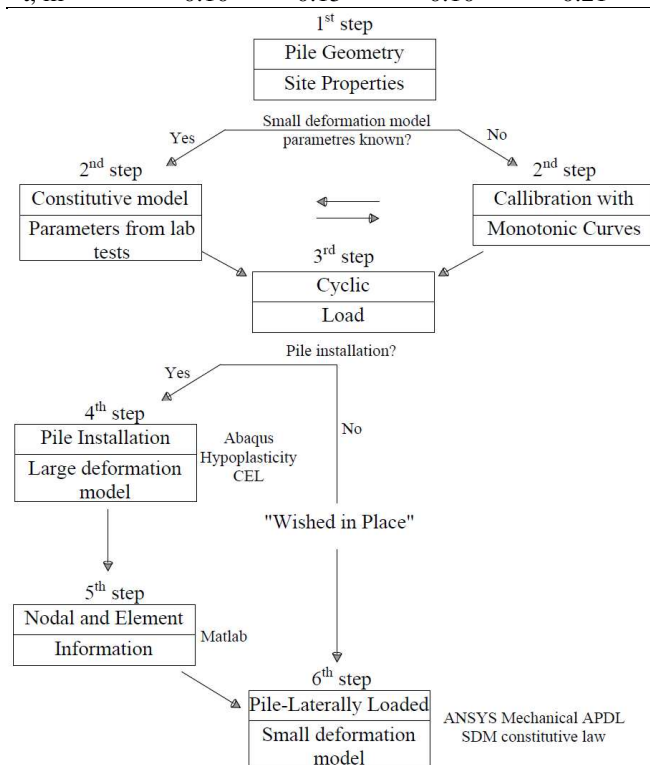 1st step
Pile Geometry
Site Properties
Small deformation model
parametres known?
Yes
No
2nd step
Constitutive model
Parameters from lab
tests
2nd step
Callibration with
Monotonic Curves
3rd step
Cyclic
Load
Pile installation?
Yes
No
4th step
Pile Installation
Large deformation
model
Abaqus
Hypoplasticity
CEL
"Wished in Place"
5th step
Nodal and Element
Information
Matlab
6th step
Pile-Laterally Loaded
Small deformation
model
ANSYS Mechanical APDL
SDM constitutive law